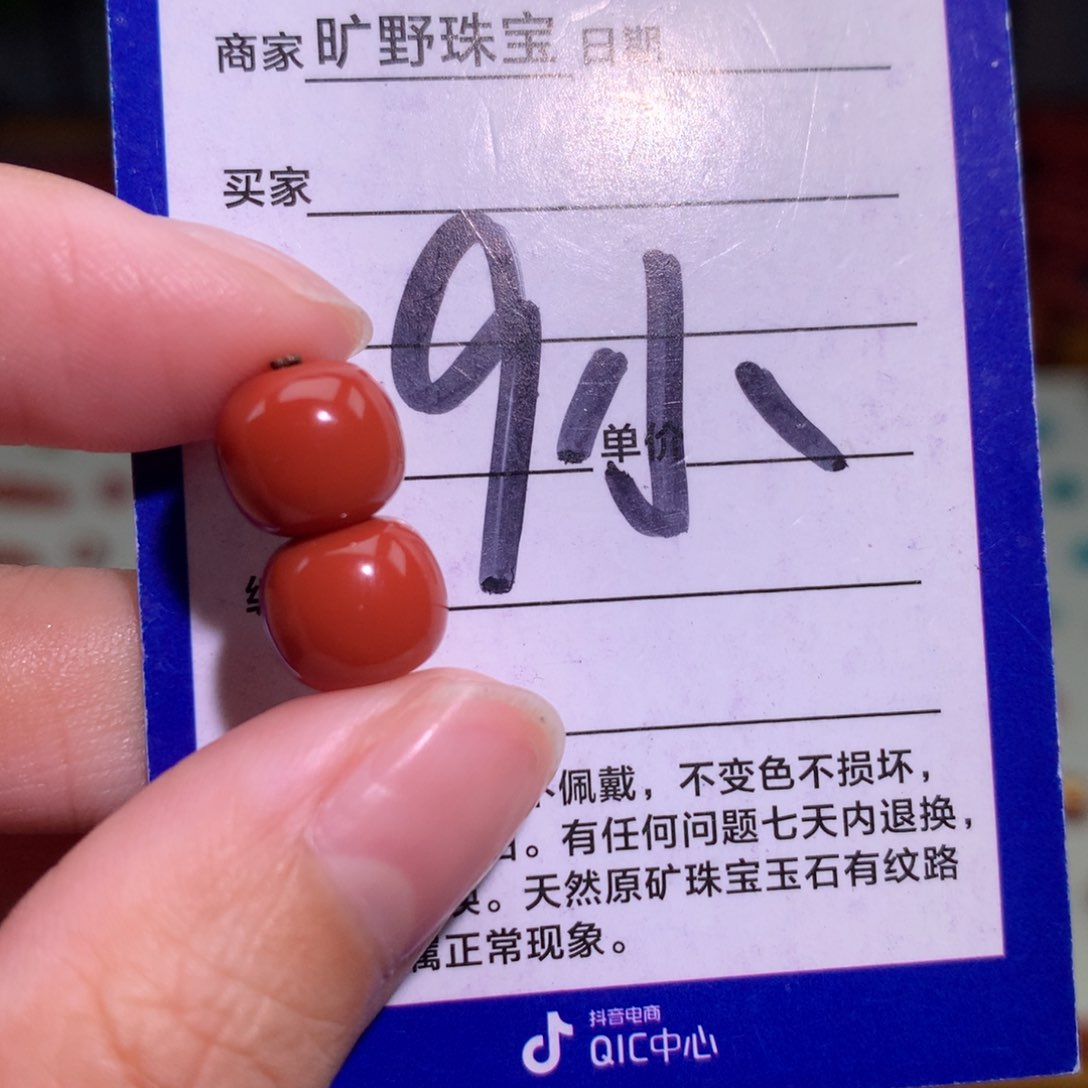 商家 旷野珠宝 日期
买家
9小
单价
佩戴，不变色不损坏，
。有任何问题七天内退换，
。天然原矿珠宝玉石有纹路
属正常现象。
抖音电商
QIC中心